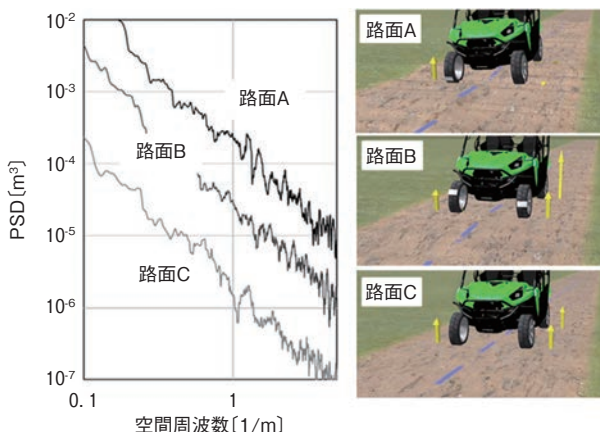 10-2
10-3
10-4
10-5
10-6
10-7
PSD〔m3〕
路面A
路面B
路面C
0.1
1
空間周波数〔1/m〕
路面A
路面B
路面C